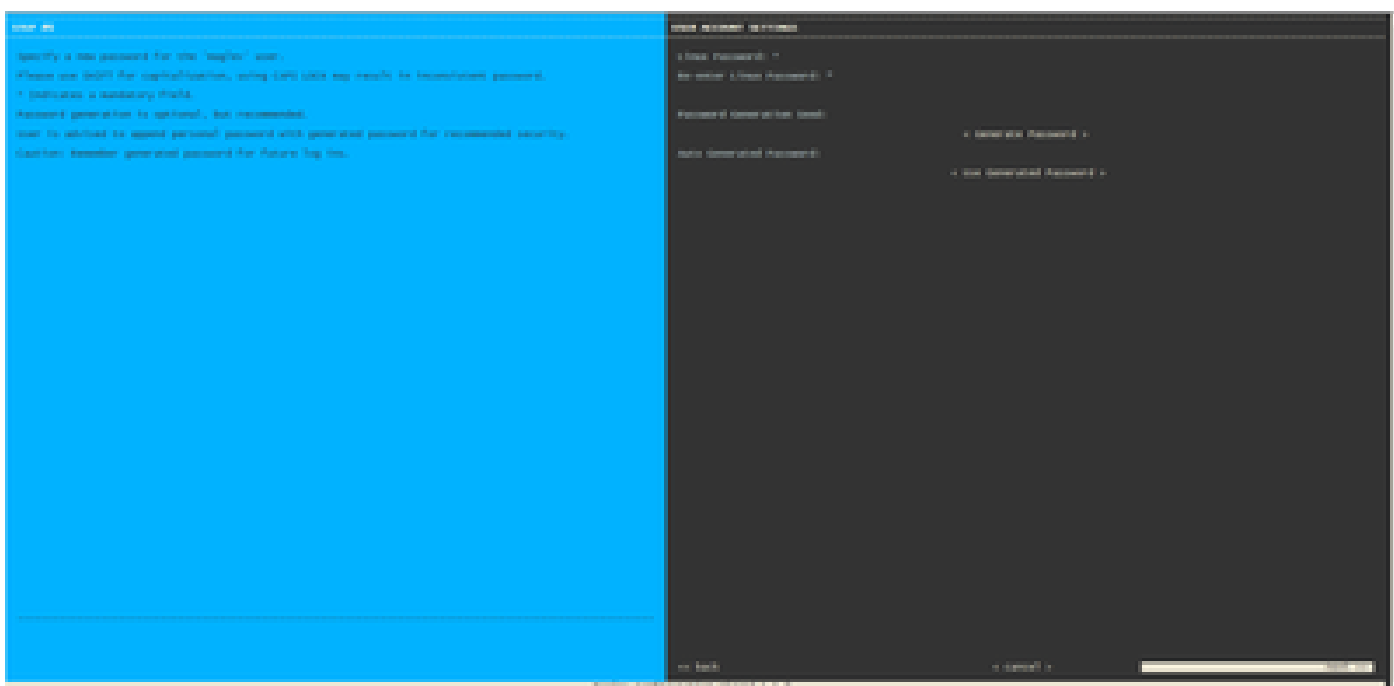 Specify a new password for the 'maglev' user.
Please use SHIFT for capitalization, using CAPS LOCK may result in inconsistent password.
* Indicates a mandatory field.
Password generation is optional, but recommended.
User is advised to append personal password with generated password for recommended security.
Caution: Remember generated password for future log ins.
USER ACCOUNT SETTINGS
Linux Password: *
Re-enter Linux Password: *
Password Generation Seed:
< Generate Password >
Auto Generated Password:
< Use Generated Password >
<< back
< cancel >